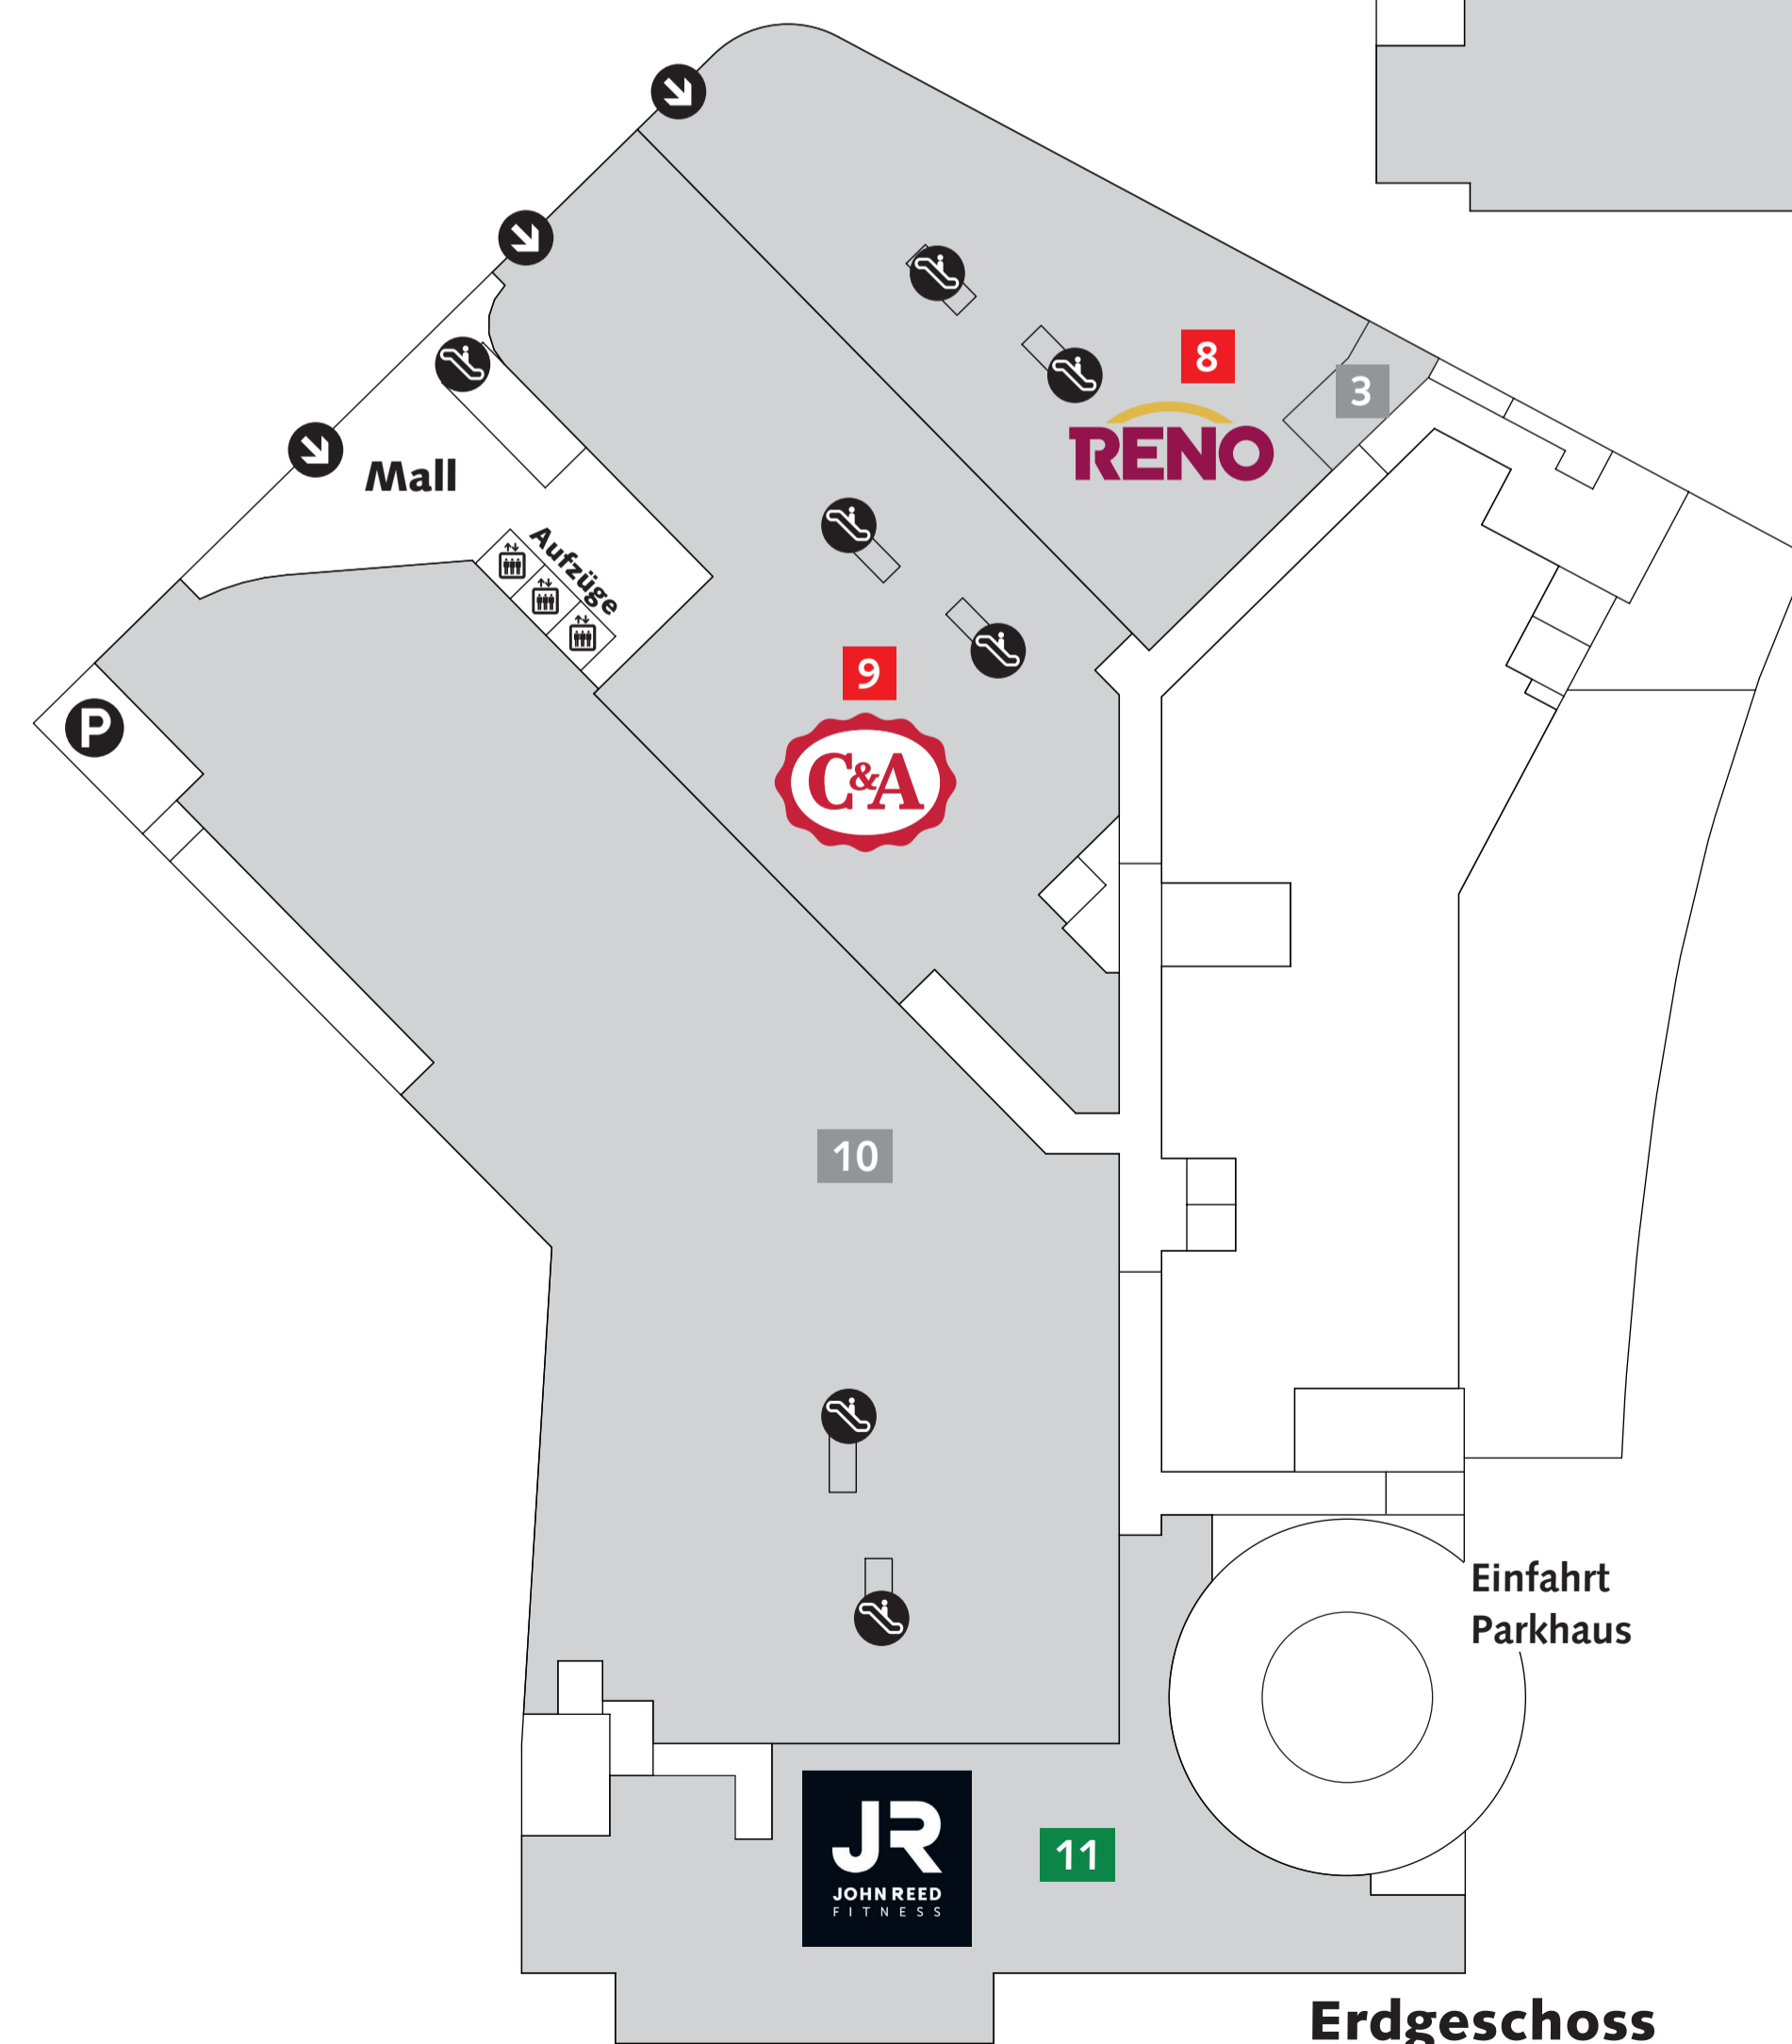 8
3
RENO
Mall
Aufzüge
9
C&A
P
10
Einfahrt
Parkhaus
JR
JOHN REED
FITNESS
11
Erdgeschoss